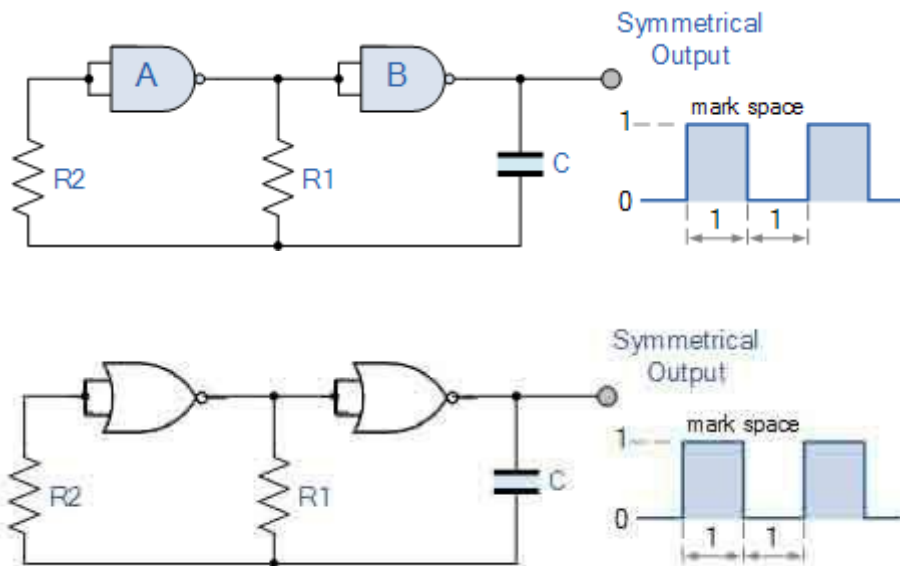 Symmetrical
Output
A
B
mark space
1
R2
R1
C
0
1 1
Symmetrical
Output
mark space
1
R2
R1
C
0
1 1